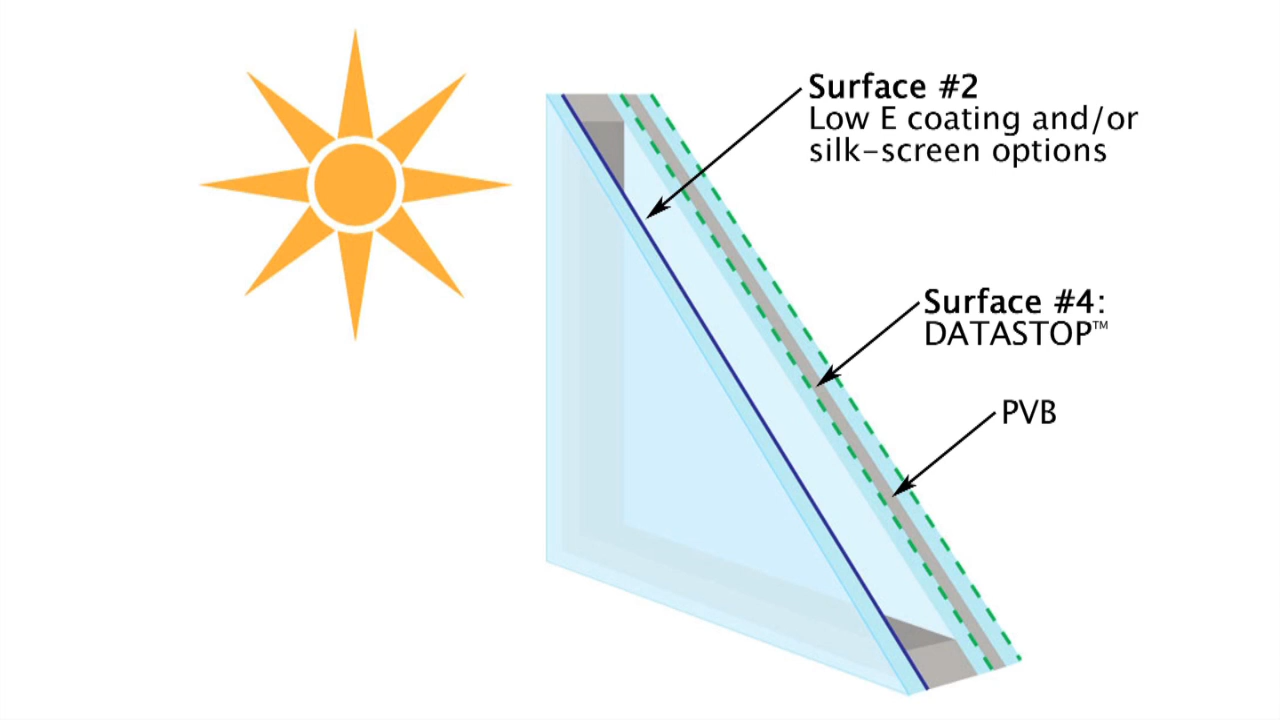 Surface #2
Low E coating and/or
silk-screen options
Surface #4:
DATASTOP™
PVB